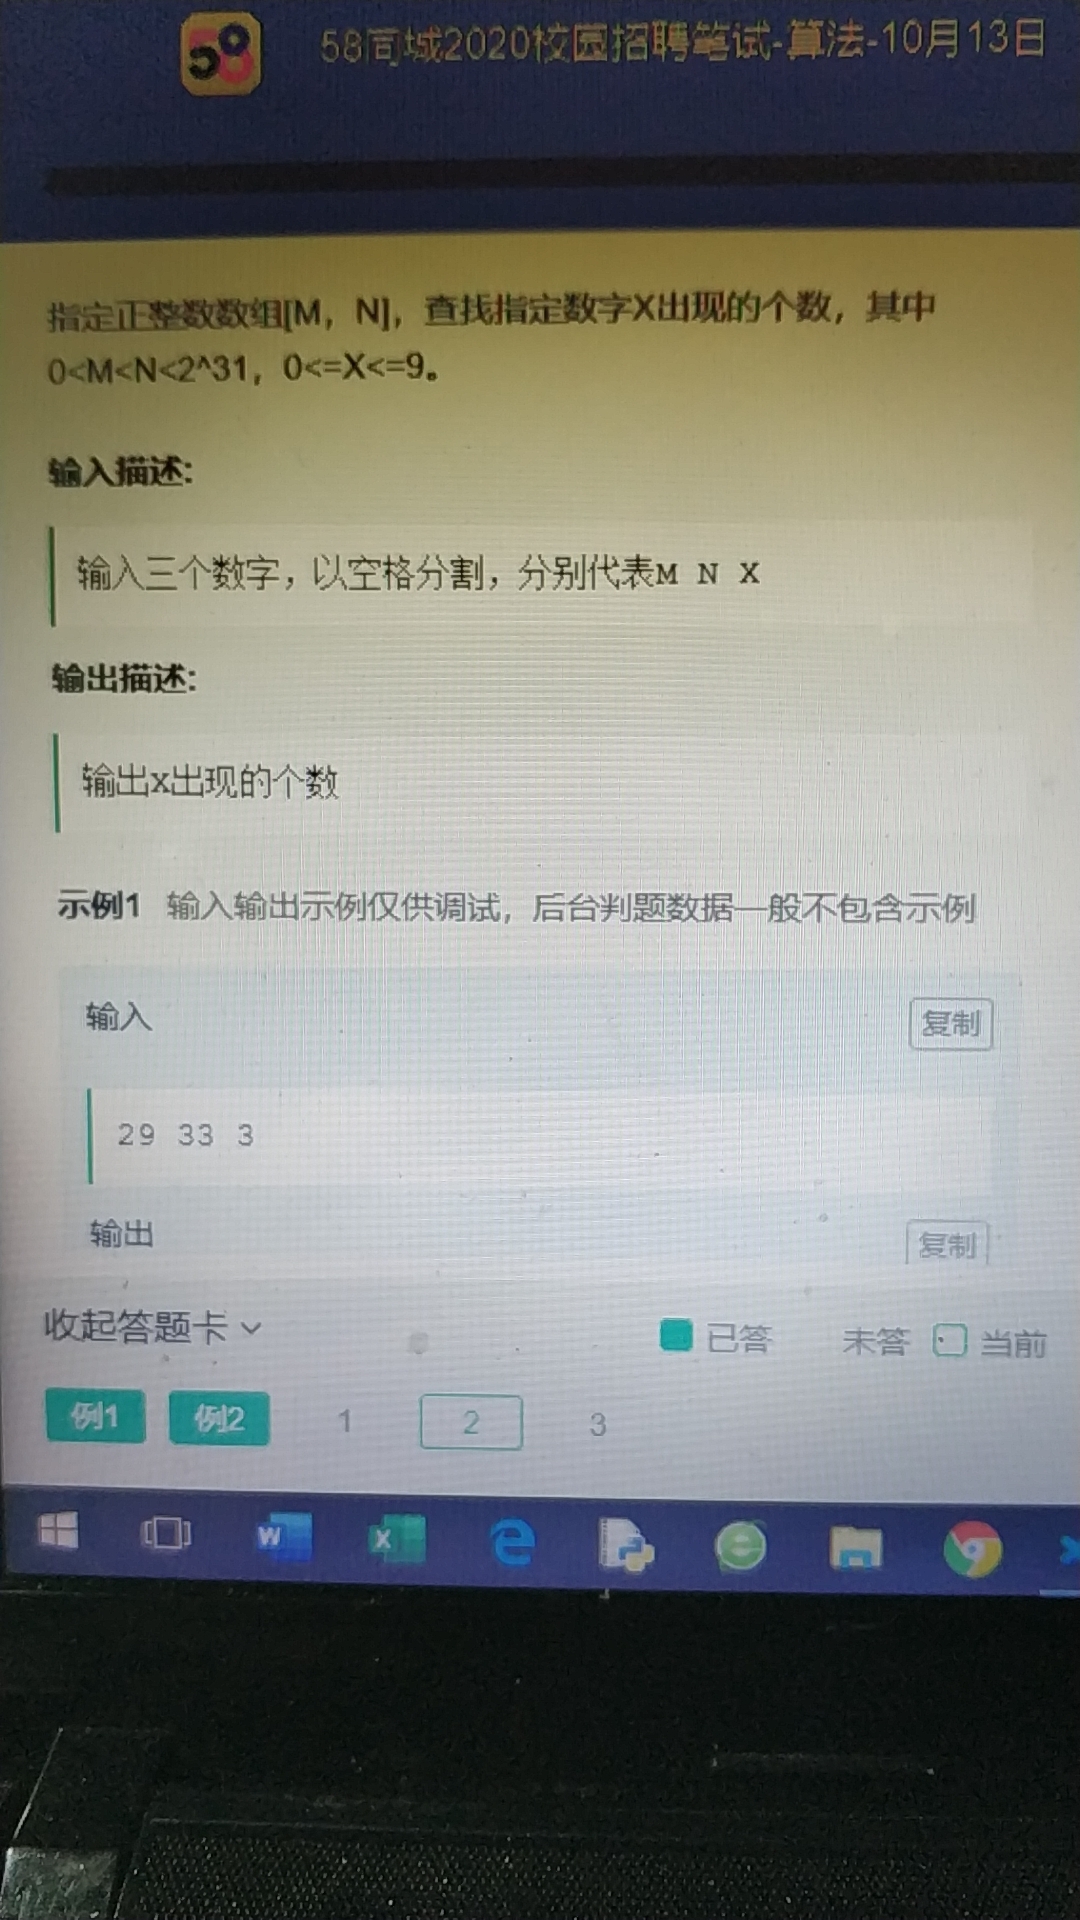 58
58同城2020校园招聘笔试-算法-10月13日
指定正整数数组[M，N]，查找指定数字X出现的个数，其中
0<M<N<2^31，0<=X<=9。
输入描述:
输入三个数字，以空格分割，分别代表M N X
输出描述:
输出x出现的个数
示例1 输入输出示例仅供调试，后台判题数据一般不包含示例
输入 复制
29 33 3
输出 复制
收起答题卡 已答 未答 当前
例1 例2 1 2 3